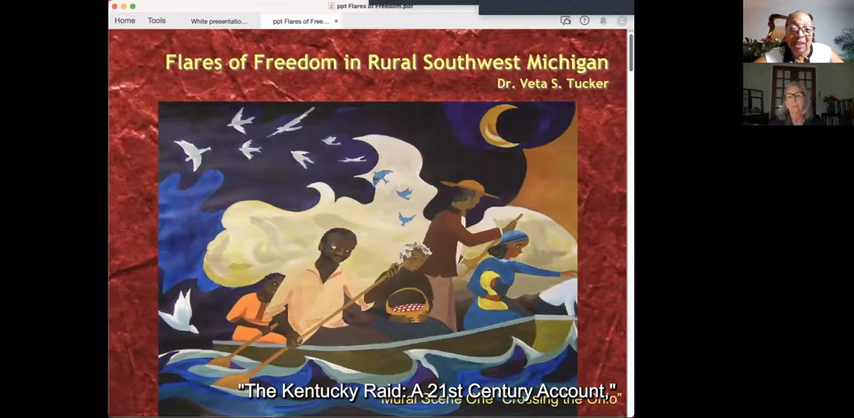 ppt Flares of Freedom.pdf
Home
Tools
White presentatio...
ppt Flares of Free...
Flares of Freedom in Rural Southwest Michigan
Dr. Veta S. Tucker
"The Kentucky Raid: A 21st Century Account,"
Mural Scene One "Crossing the Ohio"